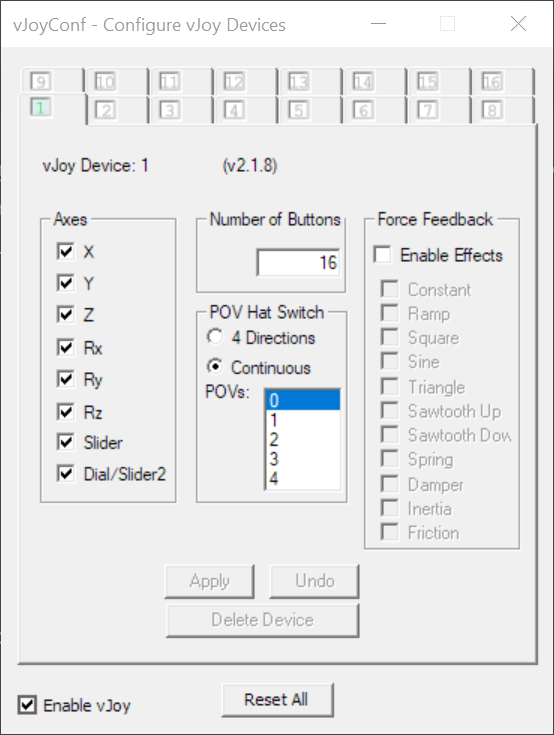 vJoyConf - Configure vJoy Devices
9 10 11 12 13 14 15 16
1 2 3 4 5 6 7 8
vJoy Device: 1 (v2.1.8)
Axes
X
Y
Z
Rx
Ry
Rz
Slider
Dial/Slider2
Number of Buttons
16
POV Hat Switch
4 Directions
Continuous
POVs:
0
1
2
3
4
Force Feedback
Enable Effects
Constant
Ramp
Square
Sine
Triangle
Sawtooth Up
Sawtooth Dow
Spring
Damper
Inertia
Friction
Apply Undo
Delete Device
Enable vJoy
Reset All